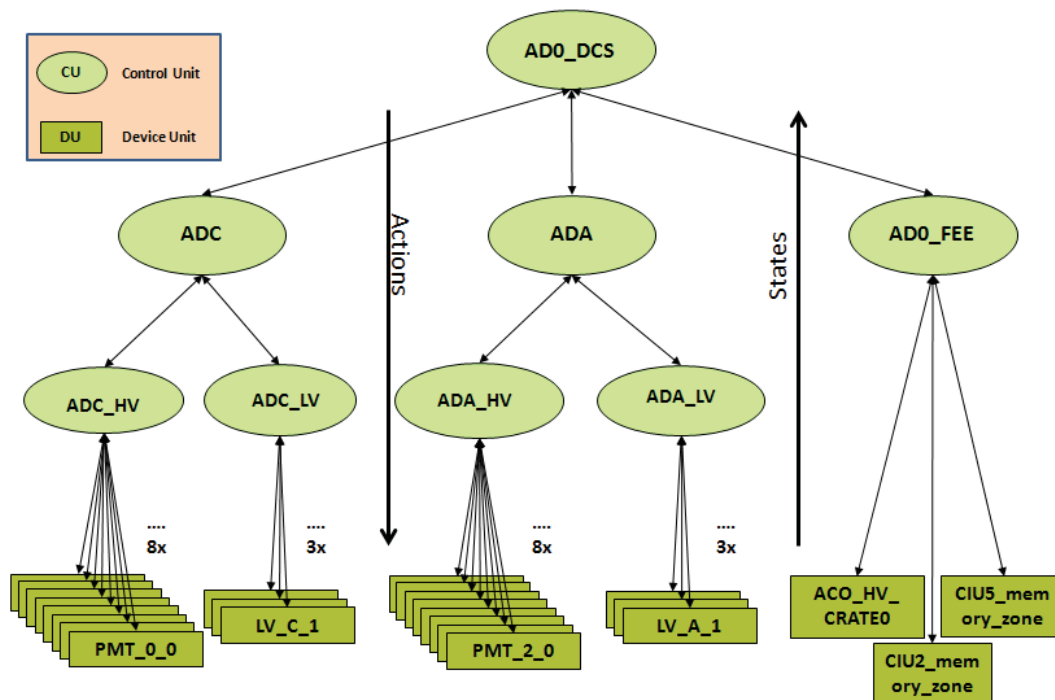 AD0_DCS
CU Control Unit
DU Device Unit
Actions
States
ADC
ADA
AD0_FEE
ADC_HV
ADC_LV
ADA_HV
ADA_LV
....
8x
....
3x
....
8x
....
3x
PMT_0_0
LV_C_1
PMT_2_0
LV_A_1
ACO_HV_
CRATE0
CIU5_mem
ory_zone
CIU2_mem
ory_zone